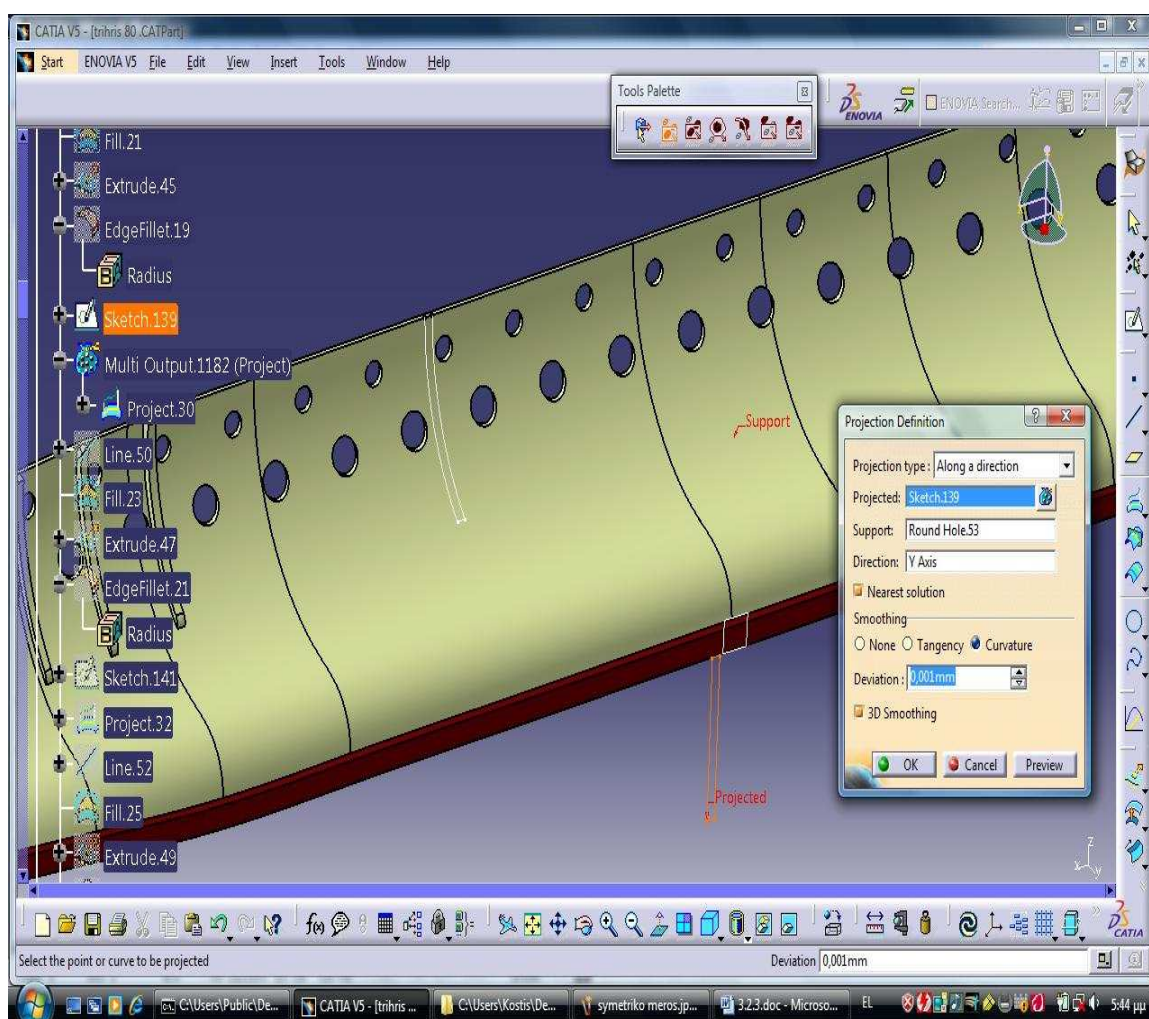 CATIA V5 - [trihris 80 .CATPart]
Start ENOVIA V5 File Edit View Insert Tools Window Help
Tools Palette
ENOVIA
ENOVIA Search...
Fill.21
Extrude.45
EdgeFillet.19
Radius
Sketch.139
Multi Output.1182 (Project)
Project.30
Line.50
Fill.23
Extrude.47
EdgeFillet.21
Radius
Sketch.141
Project.32
Line.52
Fill.25
Extrude.49
Support
Projected
Projection Definition
Projection type : Along a direction
Projected: Sketch.139
Support: Round Hole.53
Direction: Y Axis
Nearest solution
Smoothing
None Tangency Curvature
Deviation : 0,001mm
3D Smoothing
OK Cancel Preview
z
x y
f(x)
CATIA
Select the point or curve to be projected
Deviation 0,001mm
C:\Users\Public\De...
CATIA V5 - [trihris ...
C:\Users\Kostis\De...
symetriko meros.jp...
3.2.3.doc - Microso...
EL
5:44 μμ